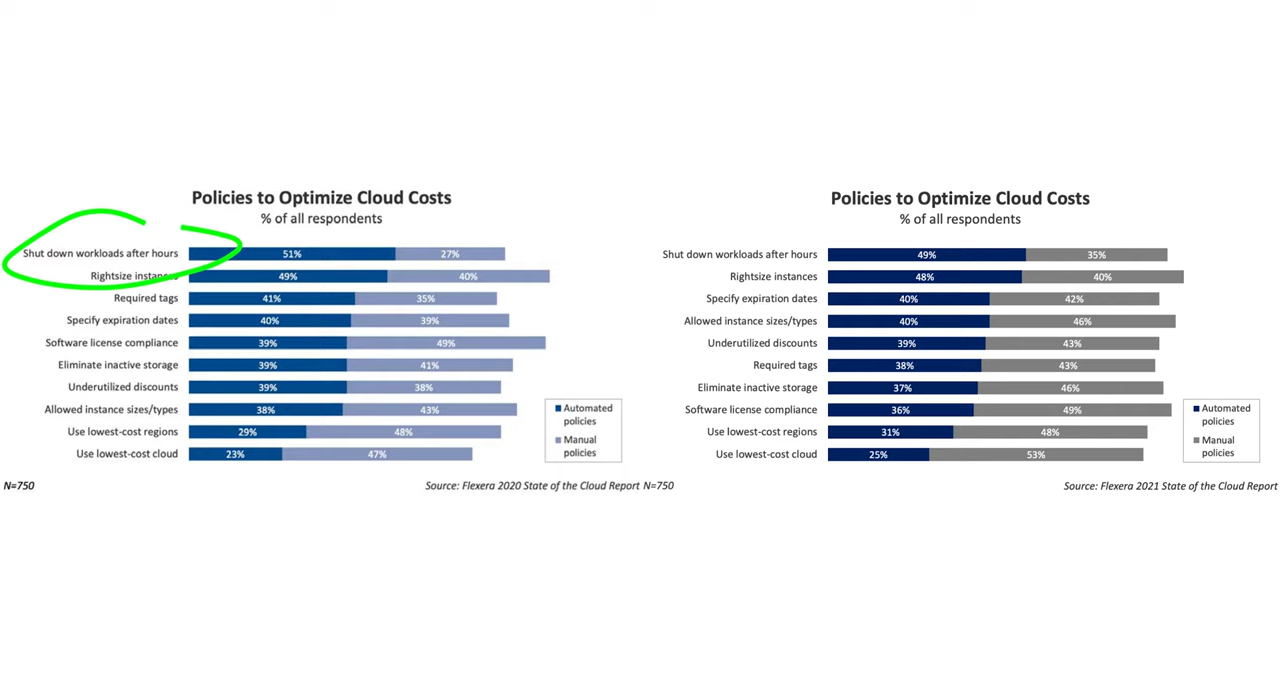 Policies to Optimize Cloud Costs
% of all respondents
Shut down workloads after hours 51% 27%
Rightsize instances 49% 40%
Required tags 41% 35%
Specify expiration dates 40% 39%
Software license compliance 39% 49%
Eliminate inactive storage 39% 41%
Underutilized discounts 39% 38%
Allowed instance sizes/types 38% 43%
Use lowest-cost regions 29% 48%
Use lowest-cost cloud 23% 47%
Automated
policies
Manual
policies
N=750
Source: Flexera 2020 State of the Cloud Report
Policies to Optimize Cloud Costs
% of all respondents
Shut down workloads after hours 49% 35%
Rightsize instances 48% 40%
Specify expiration dates 40% 42%
Allowed instance sizes/types 40% 46%
Underutilized discounts 39% 43%
Required tags 38% 43%
Eliminate inactive storage 37% 46%
Software license compliance 36% 49%
Use lowest-cost regions 31% 48%
Use lowest-cost cloud 25% 53%
Automated
policies
Manual
policies
N=750
Source: Flexera 2021 State of the Cloud Report